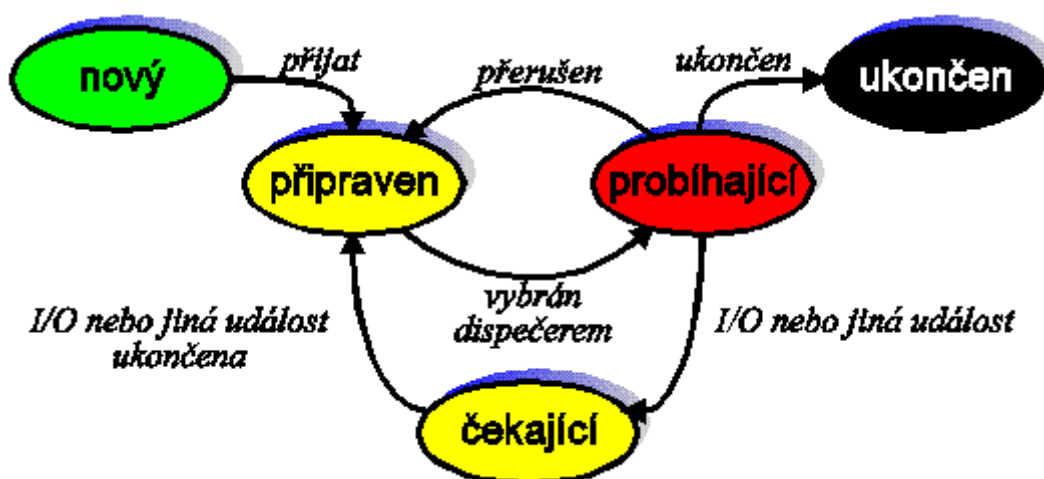 nový
přijat
přerušen
ukončen
ukončen
připraven
probíhající
I/O nebo jiná událost
ukončena
vybrán
dispečerem
I/O nebo jiná událost
čekající